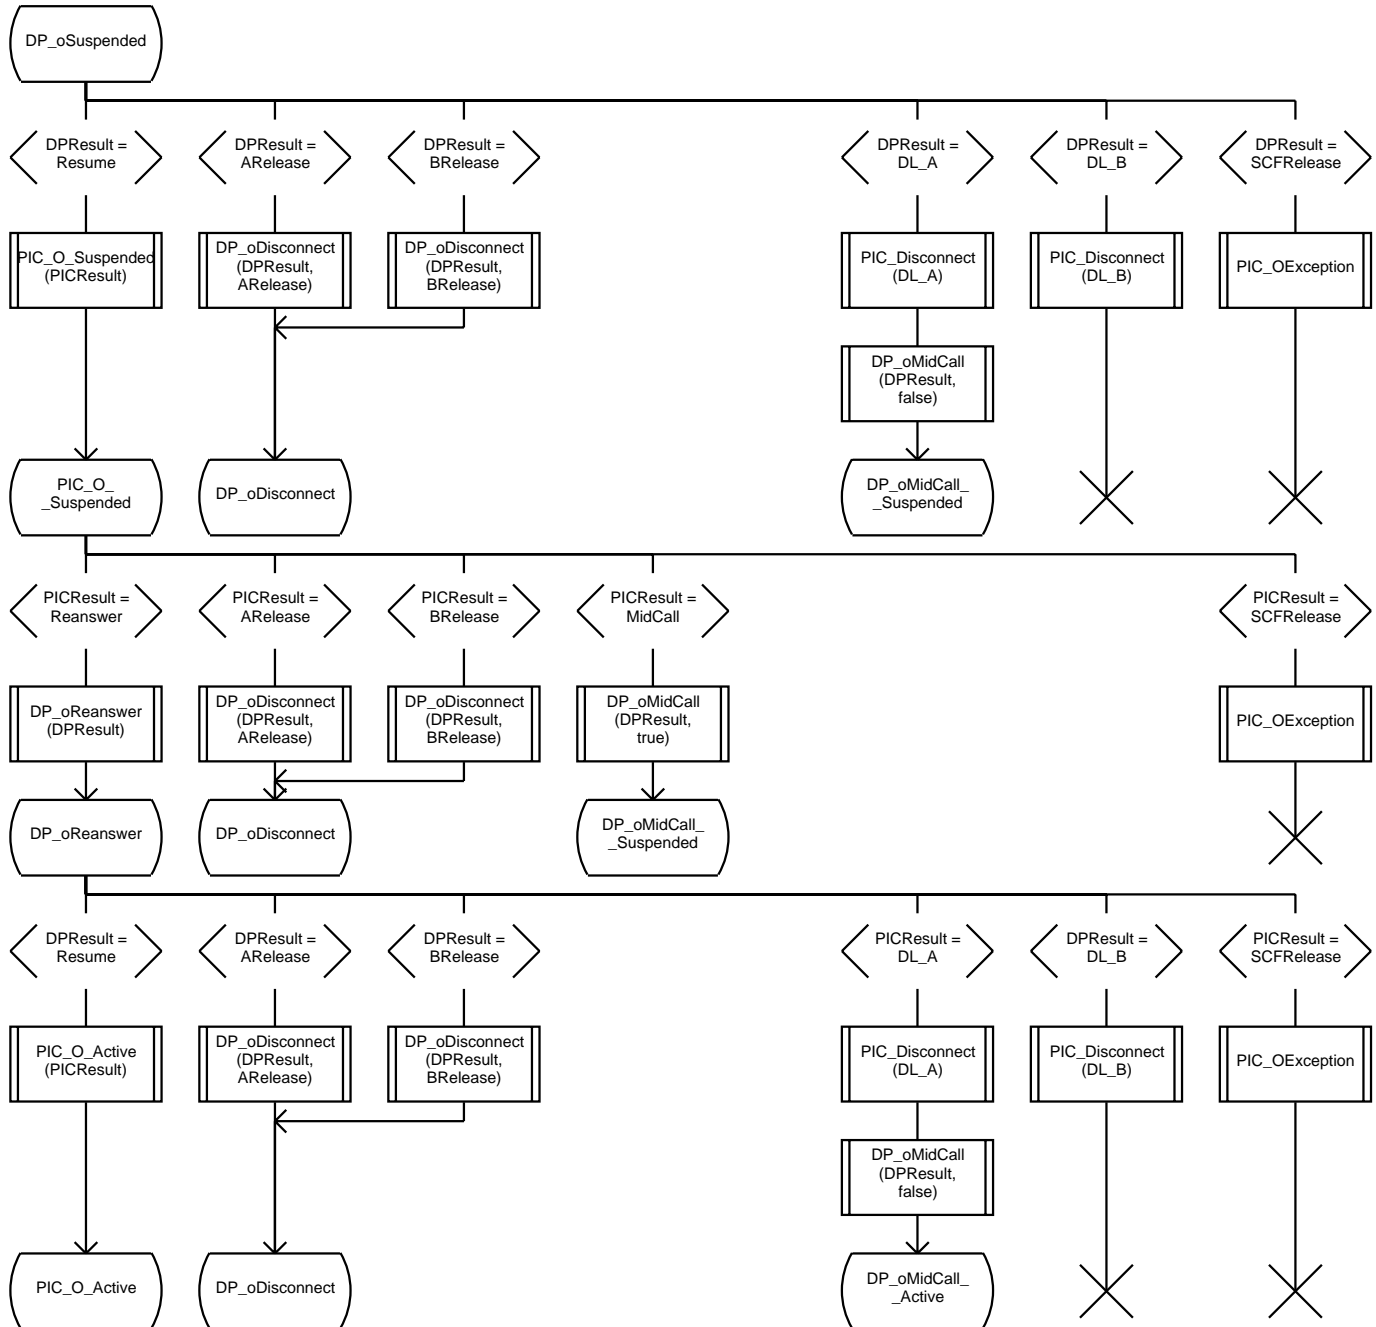 DP_oSuspended
DPResult =
Resume
DPResult =
ARelease
DPResult =
BRelease
DPResult =
DL_A
DPResult =
DL_B
DPResult =
SCFRelease
PIC_O_Suspended
(PICResult)
DP_oDisconnect
(DPResult,
ARelease)
DP_oDisconnect
(DPResult,
BRelease)
PIC_Disconnect
(DL_A)
PIC_Disconnect
(DL_B)
PIC_OException
DP_oMidCall
(DPResult,
false)
PIC_O_
_Suspended
DP_oDisconnect
DP_oMidCall_
_Suspended
PICResult =
Reanswer
PICResult =
ARelease
PICResult =
BRelease
PICResult =
MidCall
PICResult =
SCFRelease
DP_oReanswer
(DPResult)
DP_oDisconnect
(DPResult,
ARelease)
DP_oDisconnect
(DPResult,
BRelease)
DP_oMidCall
(DPResult,
true)
PIC_OException
DP_oReanswer
DP_oDisconnect
DP_oMidCall_
_Suspended
DPResult =
Resume
DPResult =
ARelease
DPResult =
BRelease
PICResult =
DL_A
DPResult =
DL_B
PICResult =
SCFRelease
PIC_O_Active
(PICResult)
DP_oDisconnect
(DPResult,
ARelease)
DP_oDisconnect
(DPResult,
BRelease)
PIC_Disconnect
(DL_A)
PIC_Disconnect
(DL_B)
PIC_OException
DP_oMidCall
(DPResult,
false)
PIC_O_Active
DP_oDisconnect
DP_oMidCall_
_Active